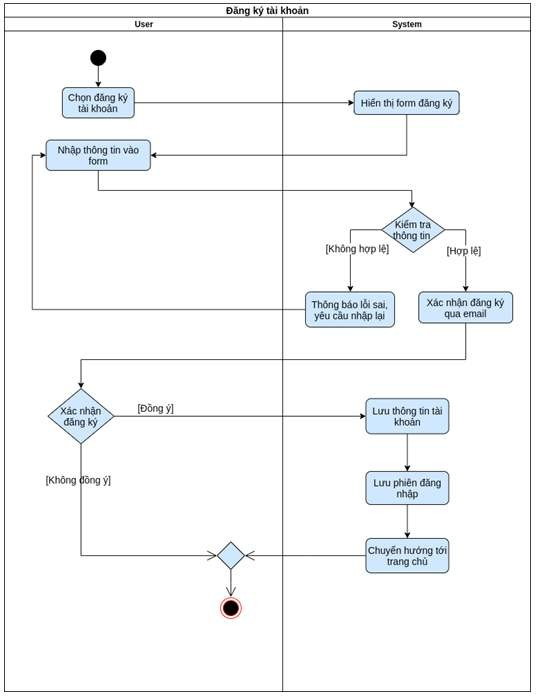 Đăng ký tài khoản
User
System
Chọn đăng ký
tài khoản
Hiển thị form đăng ký
Nhập thông tin vào
form
Kiểm tra
thông tin
[Không hợp lệ]
[Hợp lệ]
Thông báo lỗi sai,
yêu cầu nhập lại
Xác nhận đăng ký
qua email
Xác nhận
đăng ký
[Đồng ý]
Lưu thông tin tài
khoản
[Không đồng ý]
Lưu phiên đăng
nhập
Chuyển hướng tới
trang chủ